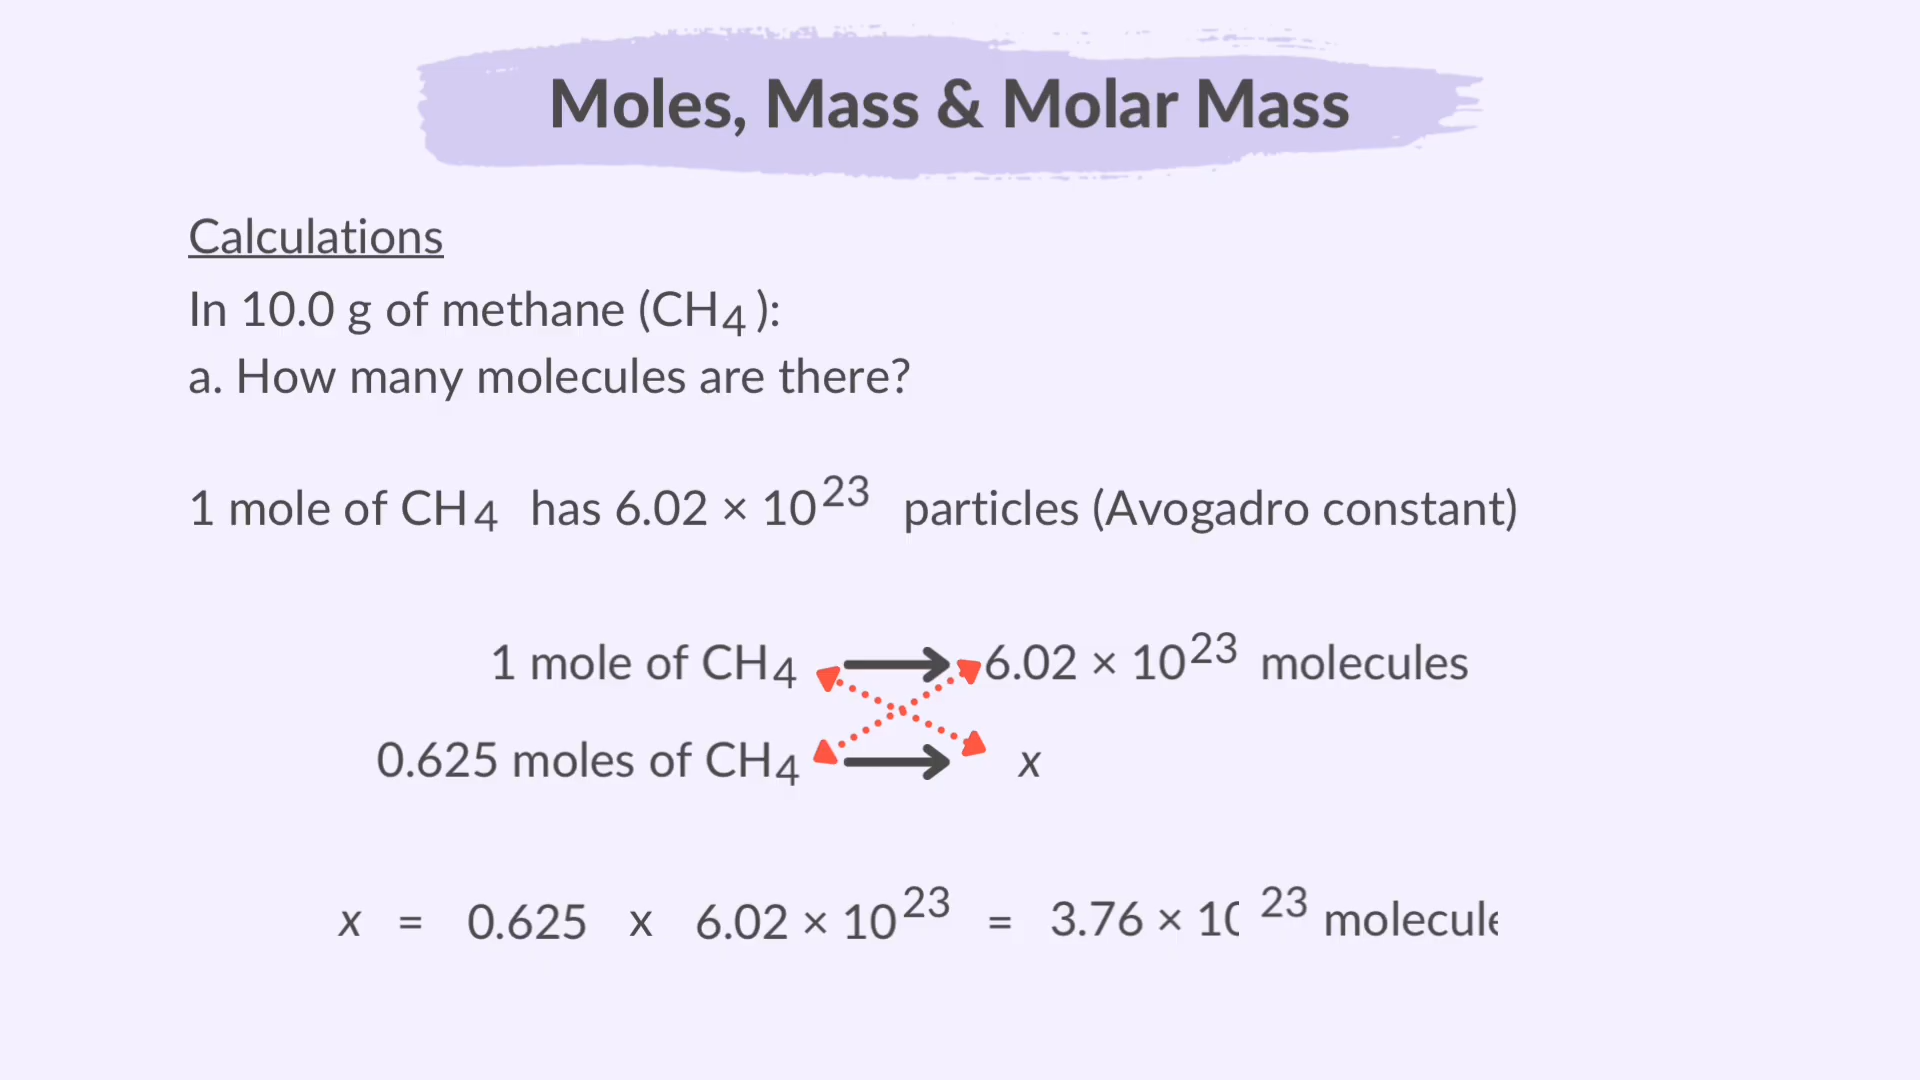 Moles, Mass & Molar Mass
Calculations
In 10.0 g of methane (CH₄):
a. How many molecules are there?
1 mole of CH₄ has 6.02 × 10²³ particles (Avogadro constant)
1 mole of CH₄ → 6.02 × 10²³ molecules
0.625 moles of CH₄ → x
x = 0.625 x 6.02 × 10²³ = 3.76 × 10²³ molecule